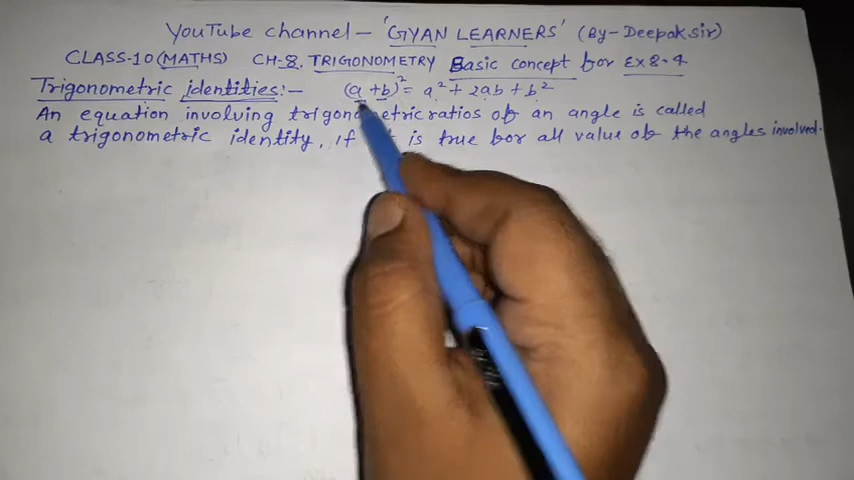 YouTube channel - 'GYAN LEARNERS' (By-Deepak sir)
CLASS-10 (MATHS) CH-8. TRIGONOMETRY Basic concept for Ex 8.4
Trigonometric identities:- (a+b)² = a² + 2ab + b²
An equation involving trigonometric ratios of an angle is called
a trigonometric identity, if is true for all value of the angles involved.